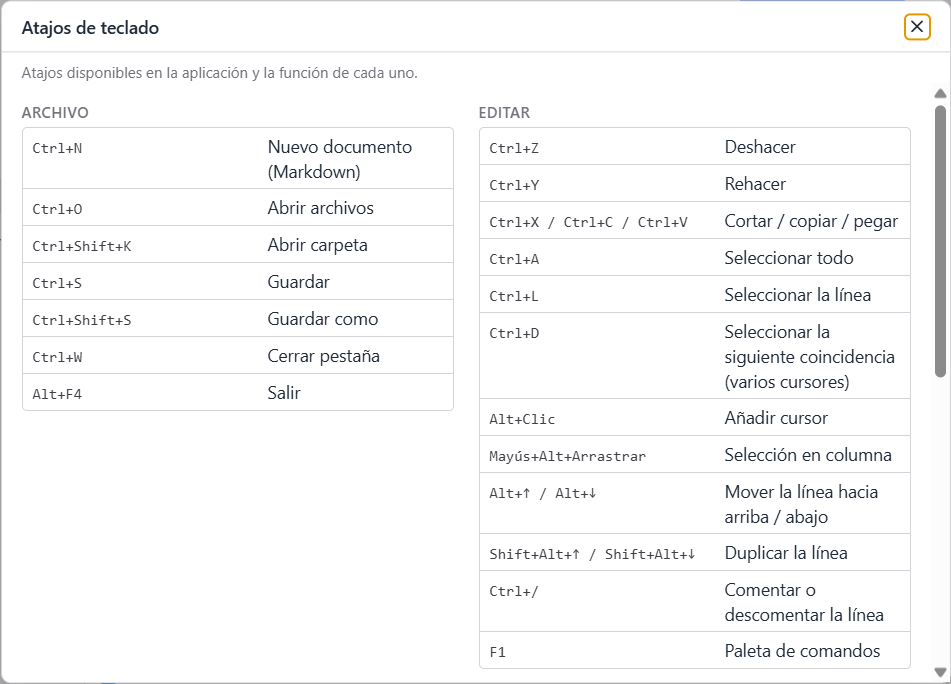 Atajos de teclado
Atajos disponibles en la aplicación y la función de cada uno.
ARCHIVO
Ctrl+N Nuevo documento
(Markdown)
Ctrl+O Abrir archivos
Ctrl+Shift+K Abrir carpeta
Ctrl+S Guardar
Ctrl+Shift+S Guardar como
Ctrl+W Cerrar pestaña
Alt+F4 Salir
EDITAR
Ctrl+Z Deshacer
Ctrl+Y Rehacer
Ctrl+X / Ctrl+C / Ctrl+V Cortar / copiar / pegar
Ctrl+A Seleccionar todo
Ctrl+L Seleccionar la línea
Ctrl+D Seleccionar la
siguiente coincidencia
(varios cursores)
Alt+Clic Añadir cursor
Mayús+Alt+Arrastrar Selección en columna
Alt+↑ / Alt+↓ Mover la línea hacia
arriba / abajo
Shift+Alt+↑ / Shift+Alt+↓ Duplicar la línea
Ctrl+/ Comentar o
descomentar la línea
F1 Paleta de comandos